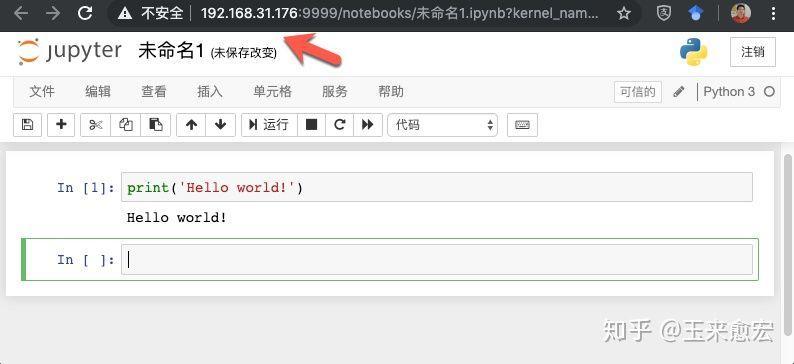 不安全 192.168.31.176:9999/notebooks/未命名1.ipynb?kernel_nam...
jupyter 未命名1 (未保存改变) 注销
文件 编辑 查看 插入 单元格 服务 帮助 可信的 Python 3
运行 代码
In [1]: print('Hello world!')
Hello world!
In [ ]:
知乎 @玉来愈宏